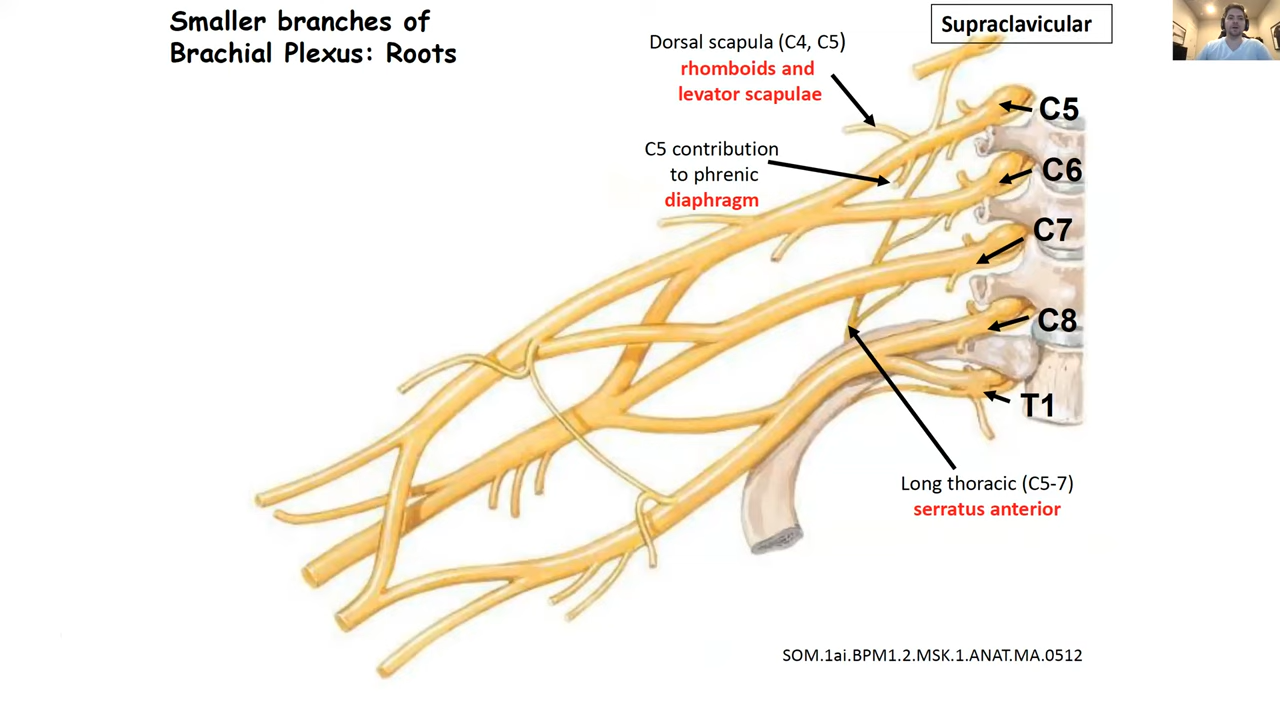 Smaller branches of
Brachial Plexus: Roots
Supraclavicular
Dorsal scapula (C4, C5)
rhomboids and
levator scapulae
C5 contribution
to phrenic
diaphragm
C5
C6
C7
C8
T1
Long thoracic (C5-7)
serratus anterior
SOM.1ai.BPM1.2.MSK.1.ANAT.MA.0512